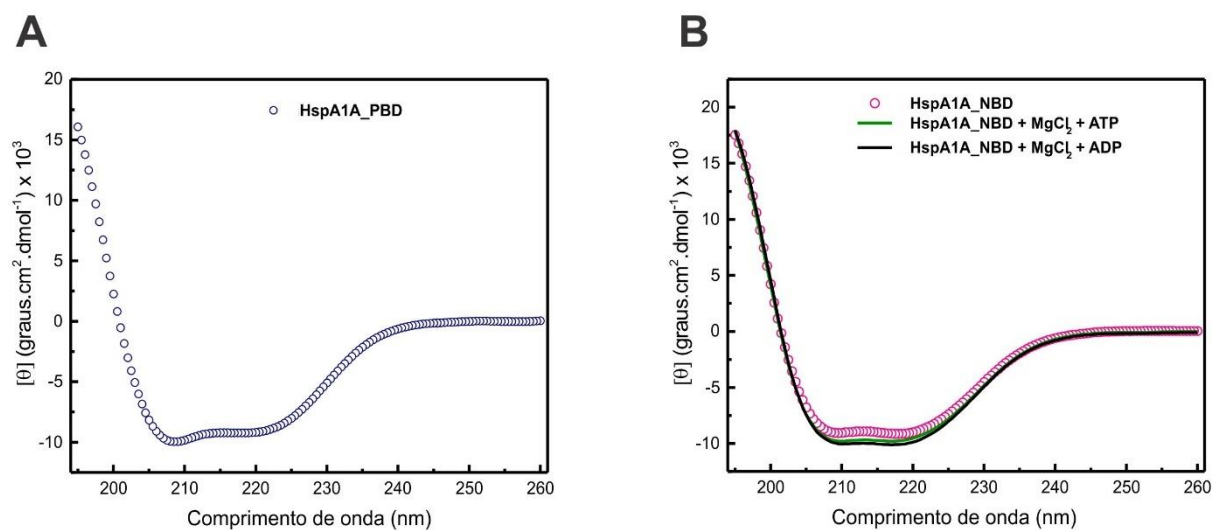 A
B
HspA1A_PBD
[θ] (graus.cm².dmol⁻¹) x 10³
20
15
10
5
0
-5
-10
200 210 220 230 240 250 260
Comprimento de onda (nm)
HspA1A_NBD
HspA1A_NBD + MgCl₂ + ATP
HspA1A_NBD + MgCl₂ + ADP
[θ] (graus.cm².dmol⁻¹) x 10³
20
15
10
5
0
-5
-10
200 210 220 230 240 250 260
Comprimento de onda (nm)